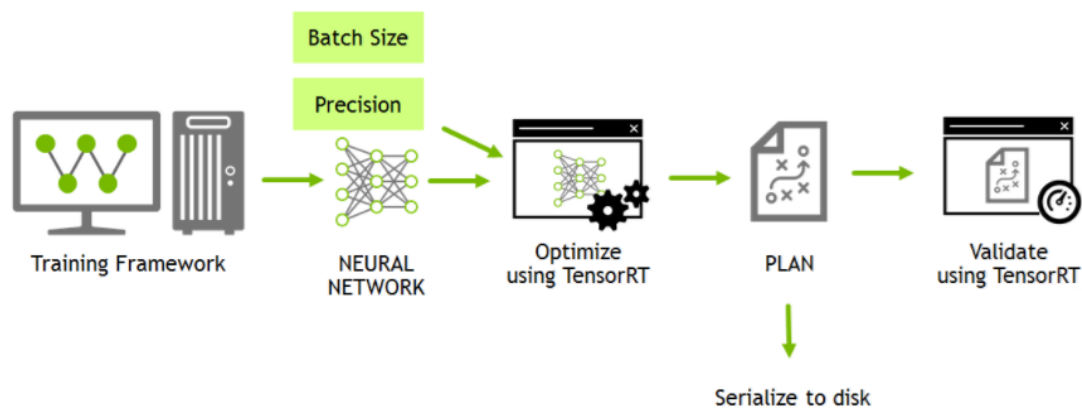 Batch Size
Precision
Training Framework
NEURAL
NETWORK
Optimize
using TensorRT
PLAN
Validate
using TensorRT
Serialize to disk